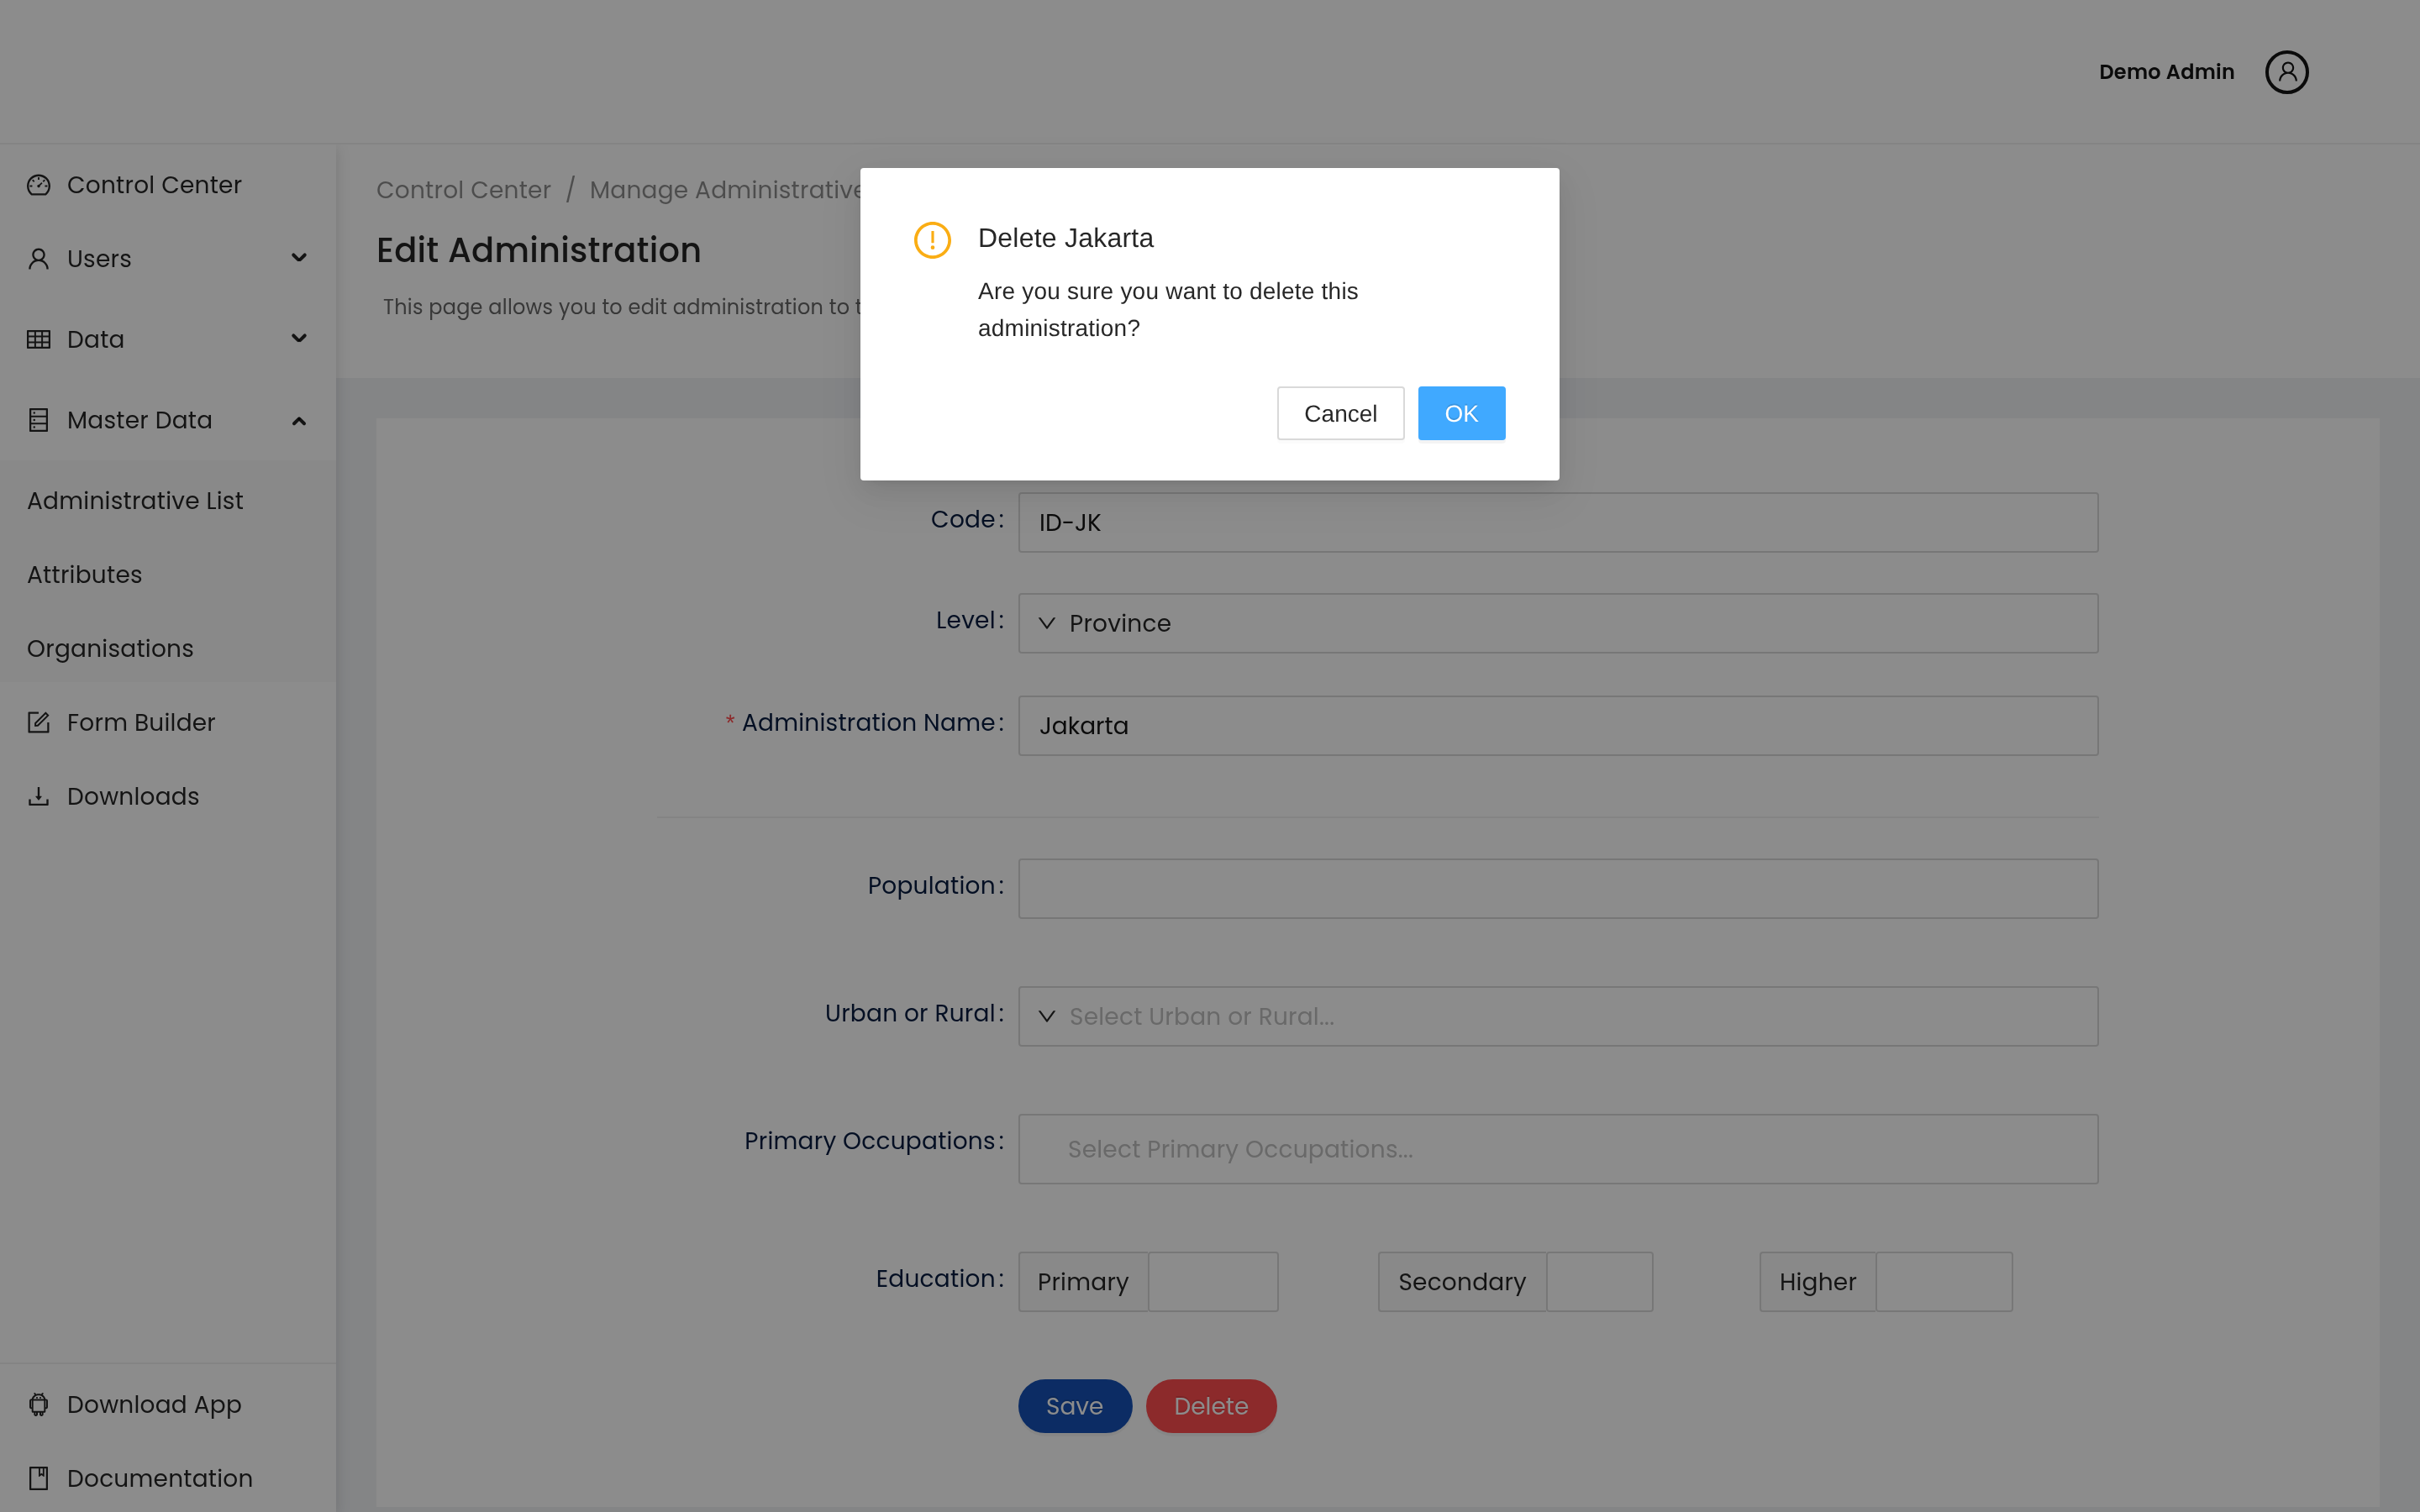 Demo Admin
Control Center
Users
Data
Master Data
Administrative List
Attributes
Organisations
Form Builder
Downloads
Download App
Documentation
Control Center / Manage Administrative
Edit Administration
This page allows you to edit administration to
Delete Jakarta
Are you sure you want to delete this
administration?
Cancel OK
Code: ID-JK
Level: Province
* Administration Name: Jakarta
Population:
Urban or Rural: Select Urban or Rural...
Primary Occupations: Select Primary Occupations...
Education: Primary Secondary Higher
Save Delete